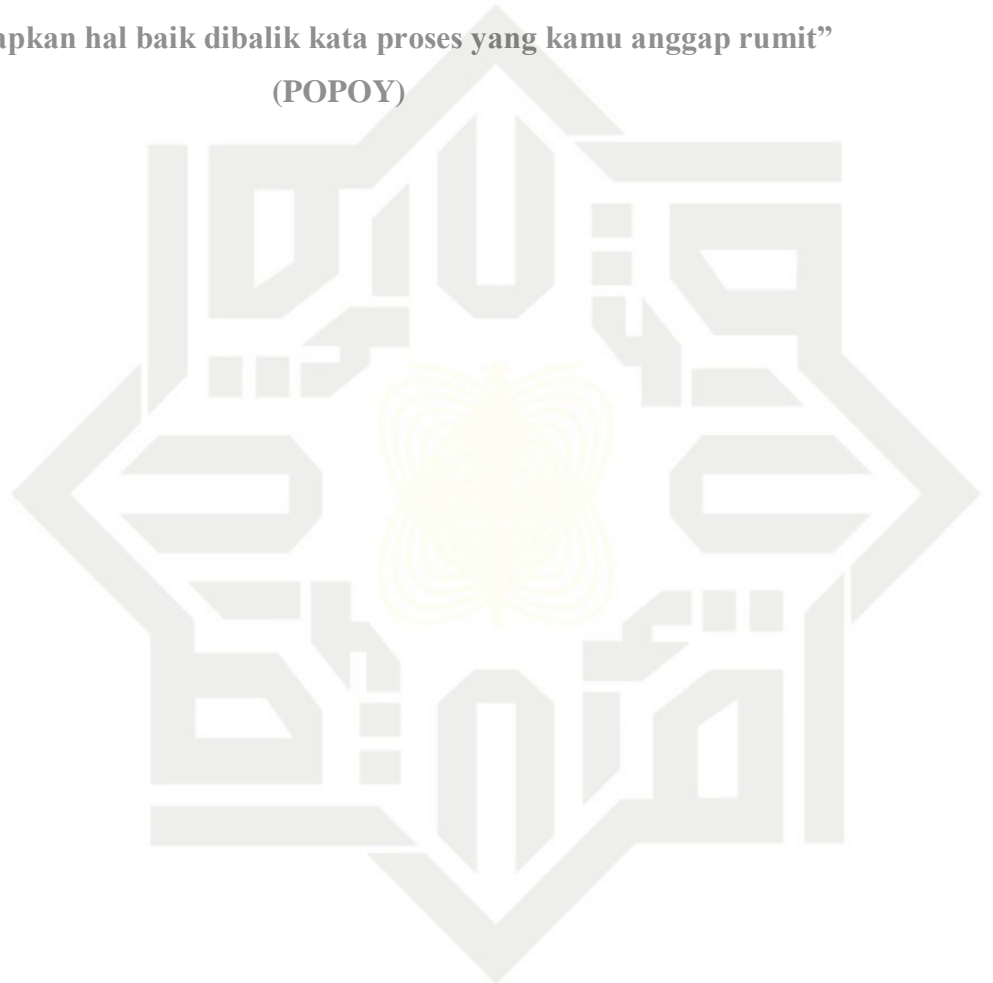 apkan hal baik dibalik kata proses yang kamu anggap rumit”
(POPOY)